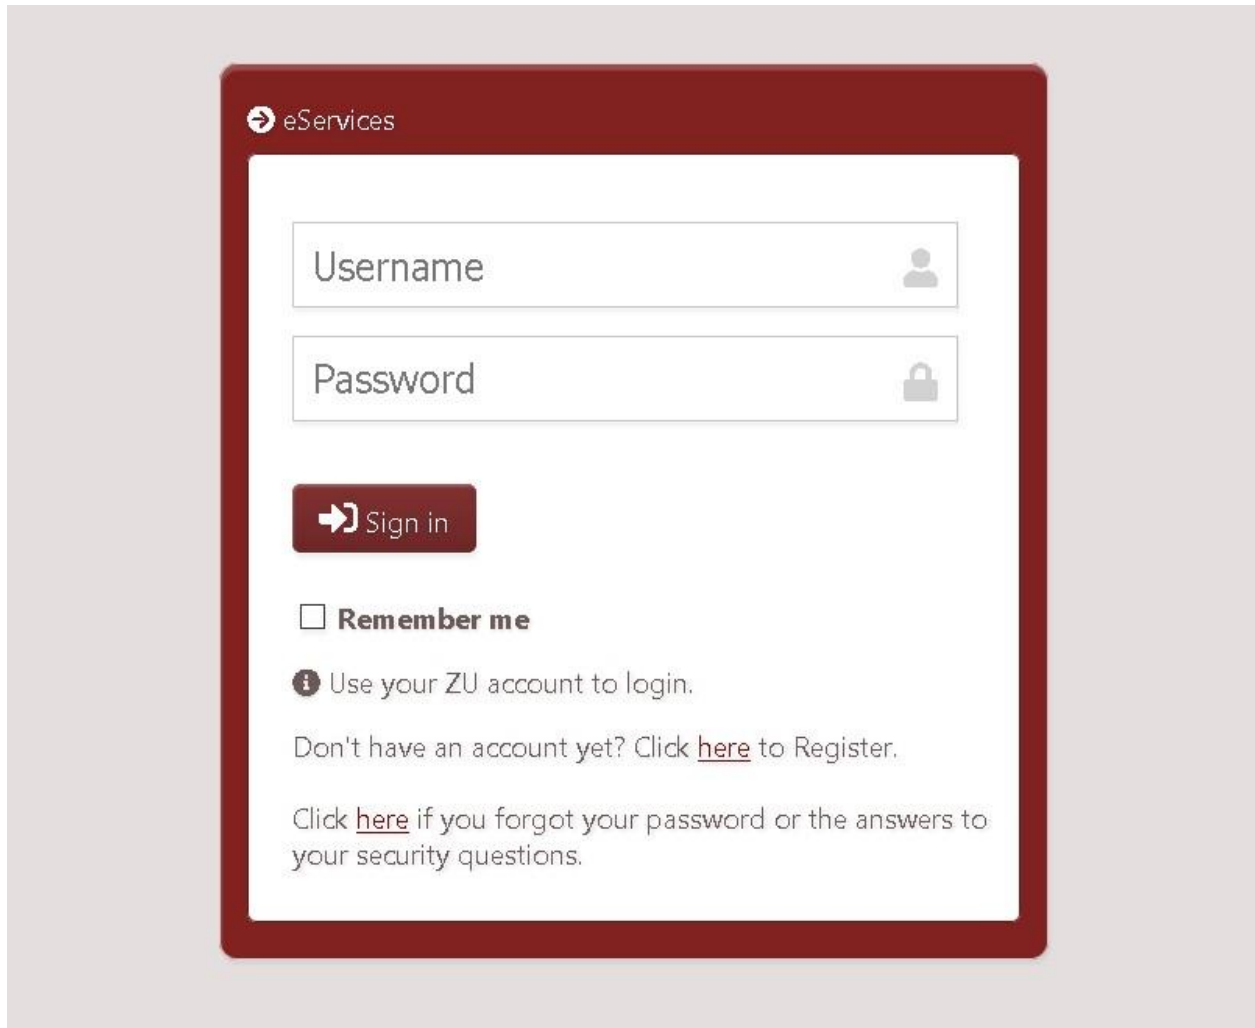 eServices
Username
Password
Sign in
Remember me
Use your ZU account to login.
Don't have an account yet? Click here to Register.
Click here if you forgot your password or the answers to
your security questions.